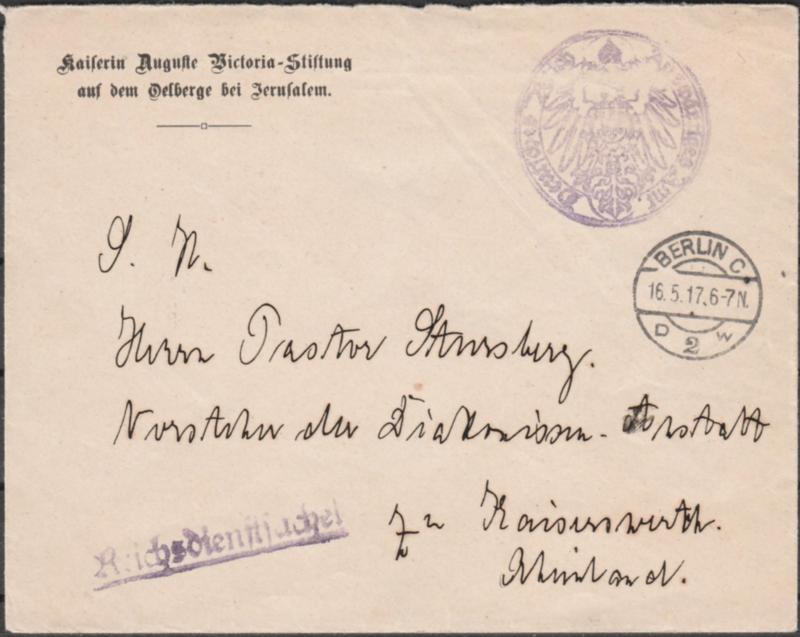 Kaiserin Auguste Victoria-Stiftung
auf dem Oelberge bei Jerusalem.
BERLIN C.
16.5.17.6-7N.
D 2 W
S. H.
Herrn Pastor Stursberg.
Vorsteher der Diakonissen-Anstalt
zu Kaiserswerth.
Rheinland.
Reichsdienstsache!